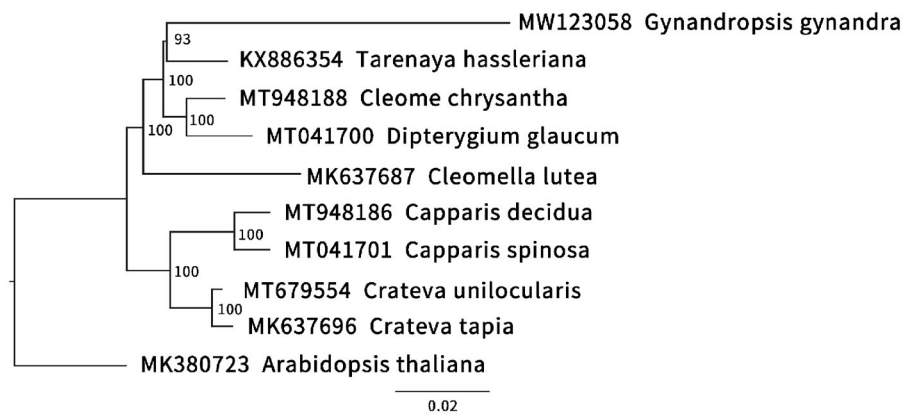 MW123058 Gynandropsis gynandra
93
KX886354 Tarenaya hassleriana
100
MT948188 Cleome chrysantha
100
100
MT041700 Dipterygium glaucum
MK637687 Cleomella lutea
MT948186 Capparis decidua
100
MT041701 Capparis spinosa
100
MT679554 Crateva unilocularis
100
MK637696 Crateva tapia
MK380723 Arabidopsis thaliana
0.02